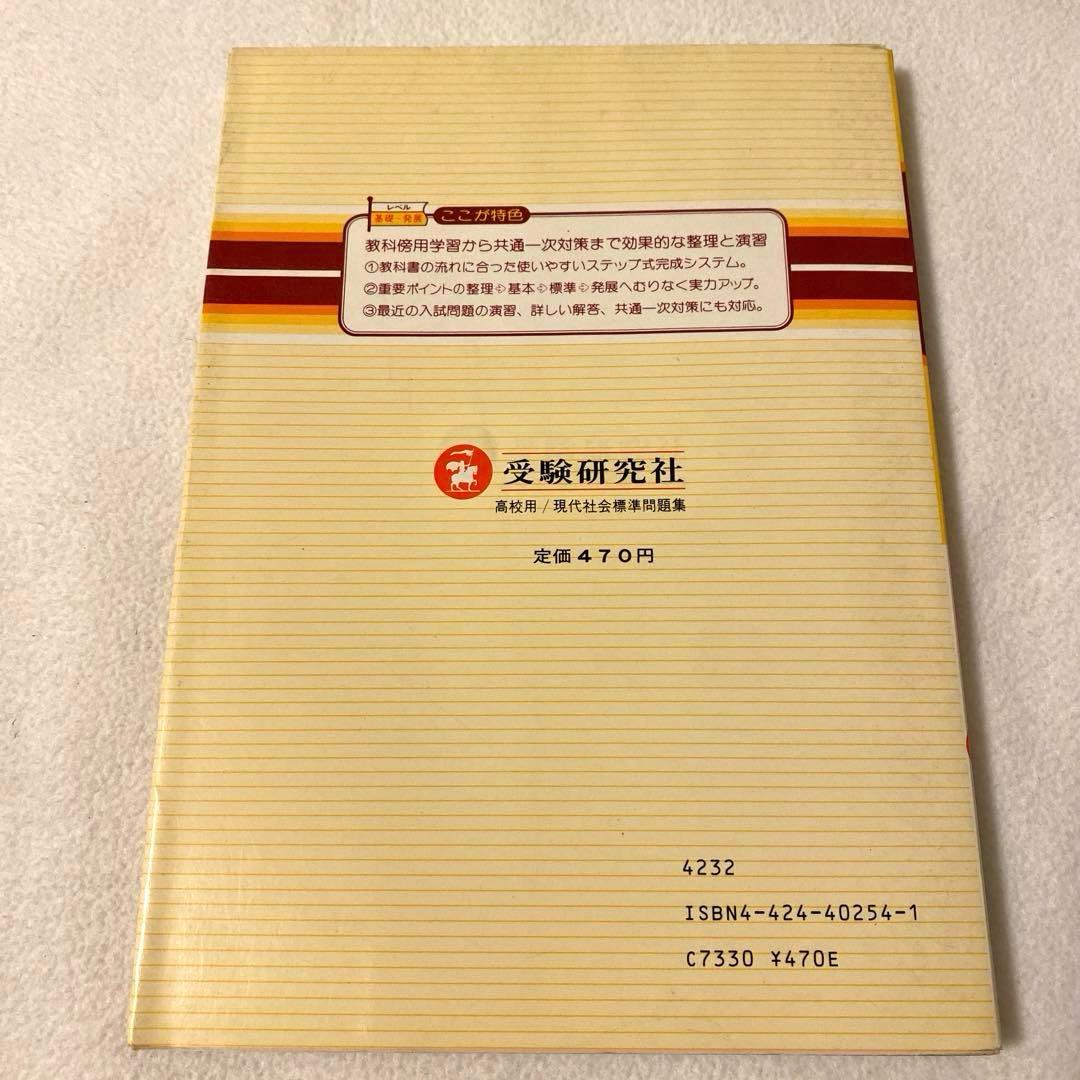 レベル
基礎-発展
ここが特色
教科傍用学習から共通一次対策まで効果的な整理と演習
①教科書の流れに合った使いやすいステップ式完成システム。
②重要ポイントの整理➪基本➪標準➪発展へむりなく実力アップ。
③最近の入試問題の演習、詳しい解答、共通一次対策にも対応。
受験研究社
高校用/現代社会標準問題集
定価470円
4232
ISBN4-424-40254-1
C7330 ¥470E